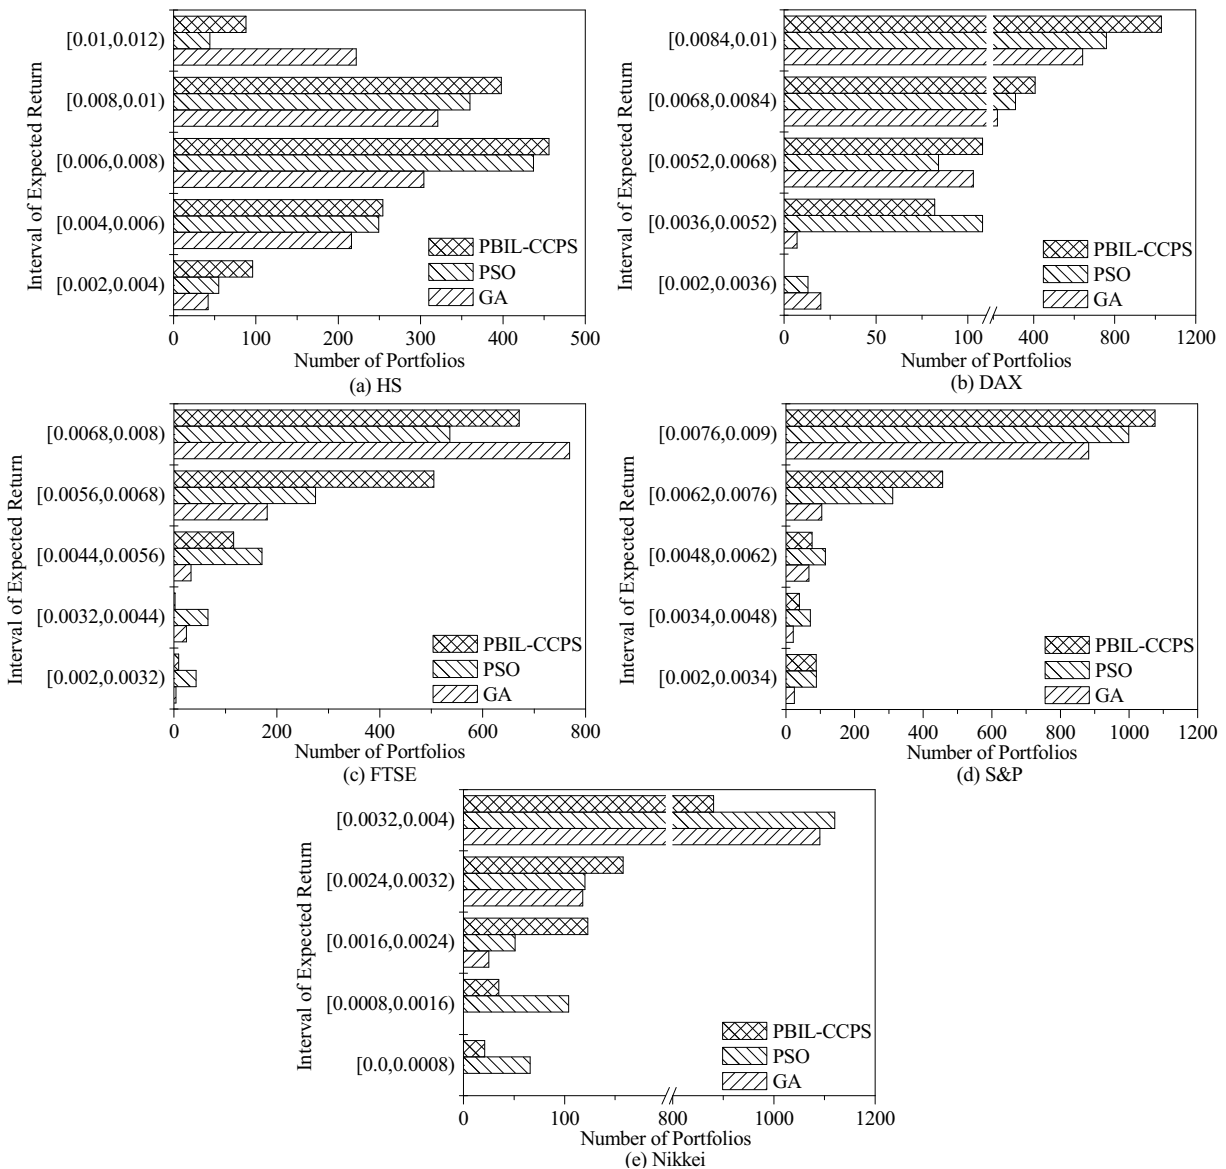 Interval of Expected Return
[0.01,0.012)
[0.008,0.01)
[0.006,0.008)
[0.004,0.006)
[0.002,0.004)
PBIL-CCPS
PSO
GA
0 100 200 300 400 500
Number of Portfolios
(a) HS
Interval of Expected Return
[0.0084,0.01)
[0.0068,0.0084)
[0.0052,0.0068)
[0.0036,0.0052)
[0.002,0.0036)
PBIL-CCPS
PSO
GA
0 50 100 400 800 1200
Number of Portfolios
(b) DAX
Interval of Expected Return
[0.0068,0.008)
[0.0056,0.0068)
[0.0044,0.0056)
[0.0032,0.0044)
[0.002,0.0032)
PBIL-CCPS
PSO
GA
0 200 400 600 800
Number of Portfolios
(c) FTSE
Interval of Expected Return
[0.0076,0.009)
[0.0062,0.0076)
[0.0048,0.0062)
[0.0034,0.0048)
[0.002,0.0034)
PBIL-CCPS
PSO
GA
0 200 400 600 800 1000 1200
Number of Portfolios
(d) S&P
Interval of Expected Return
[0.0032,0.004)
[0.0024,0.0032)
[0.0016,0.0024)
[0.0008,0.0016)
[0.0,0.0008)
PBIL-CCPS
PSO
GA
0 100 800 1000 1200
Number of Portfolios
(e) Nikkei